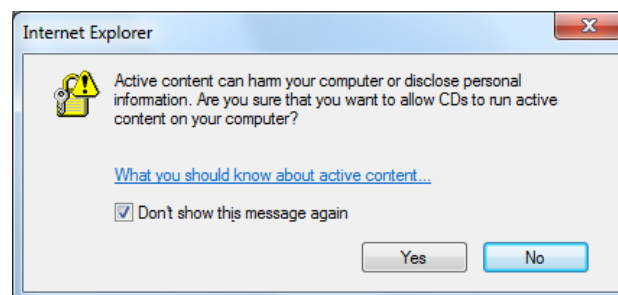 Internet Explorer
Active content can harm your computer or disclose personal
information. Are you sure that you want to allow CDs to run active
content on your computer?
What you should know about active content...
Don't show this message again
Yes No